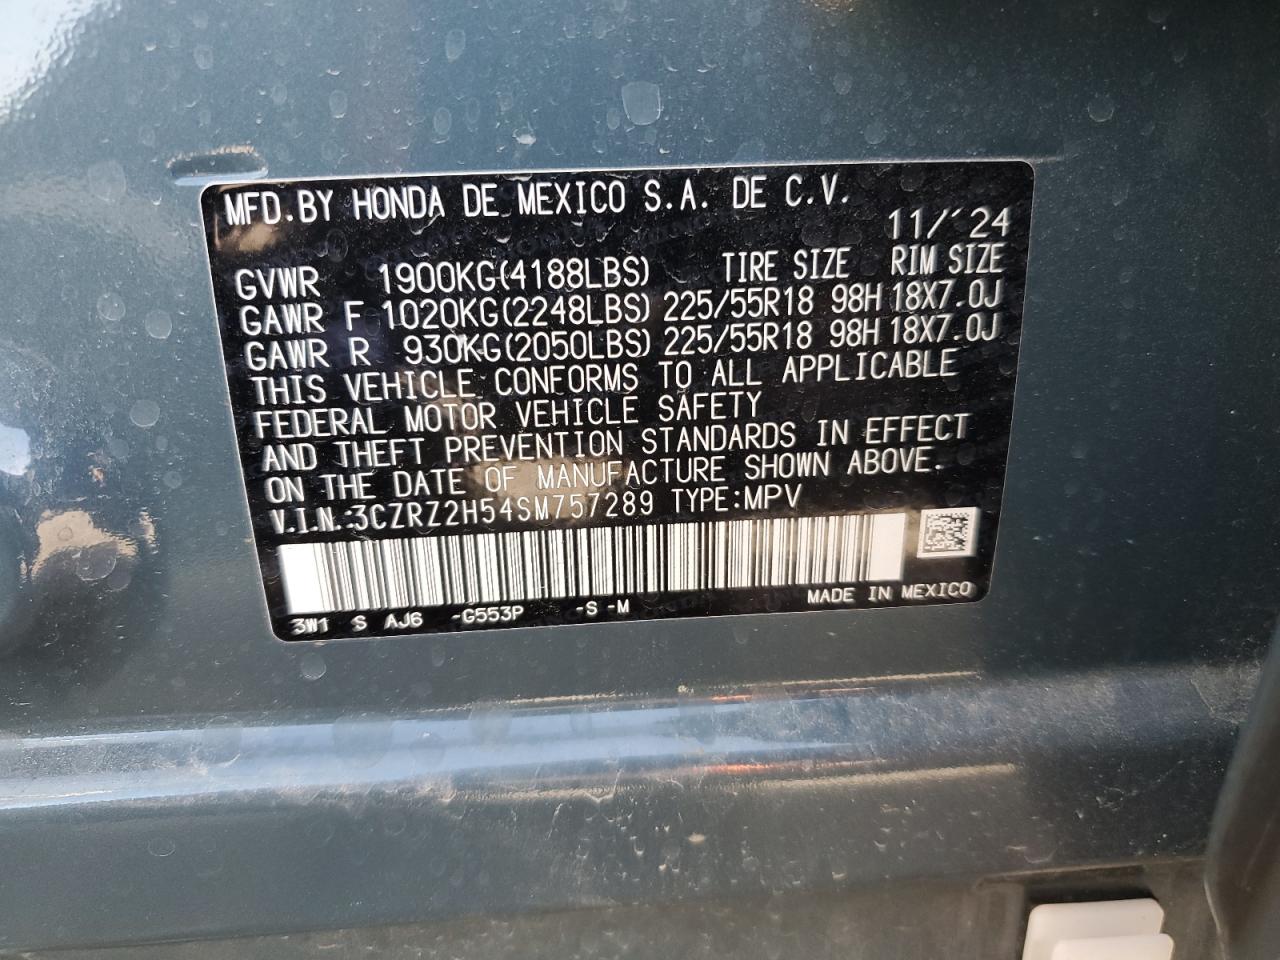 MFD.BY HONDA DE MEXICO S.A. DE C.V.
11/'24
GVWR 1900KG(4188LBS) TIRE SIZE RIM SIZE
GAWR F 1020KG(2248LBS) 225/55R18 98H 18X7.0J
GAWR R 930KG(2050LBS) 225/55R18 98H 18X7.0J
THIS VEHICLE CONFORMS TO ALL APPLICABLE
FEDERAL MOTOR VEHICLE SAFETY
AND THEFT PREVENTION STANDARDS IN EFFECT
ON THE DATE OF MANUFACTURE SHOWN ABOVE.
V.I.N.:3CZRZ2H54SM757289 TYPE:MPV
MADE IN MEXICO
3W1 S AJ6 -G553P -S -M